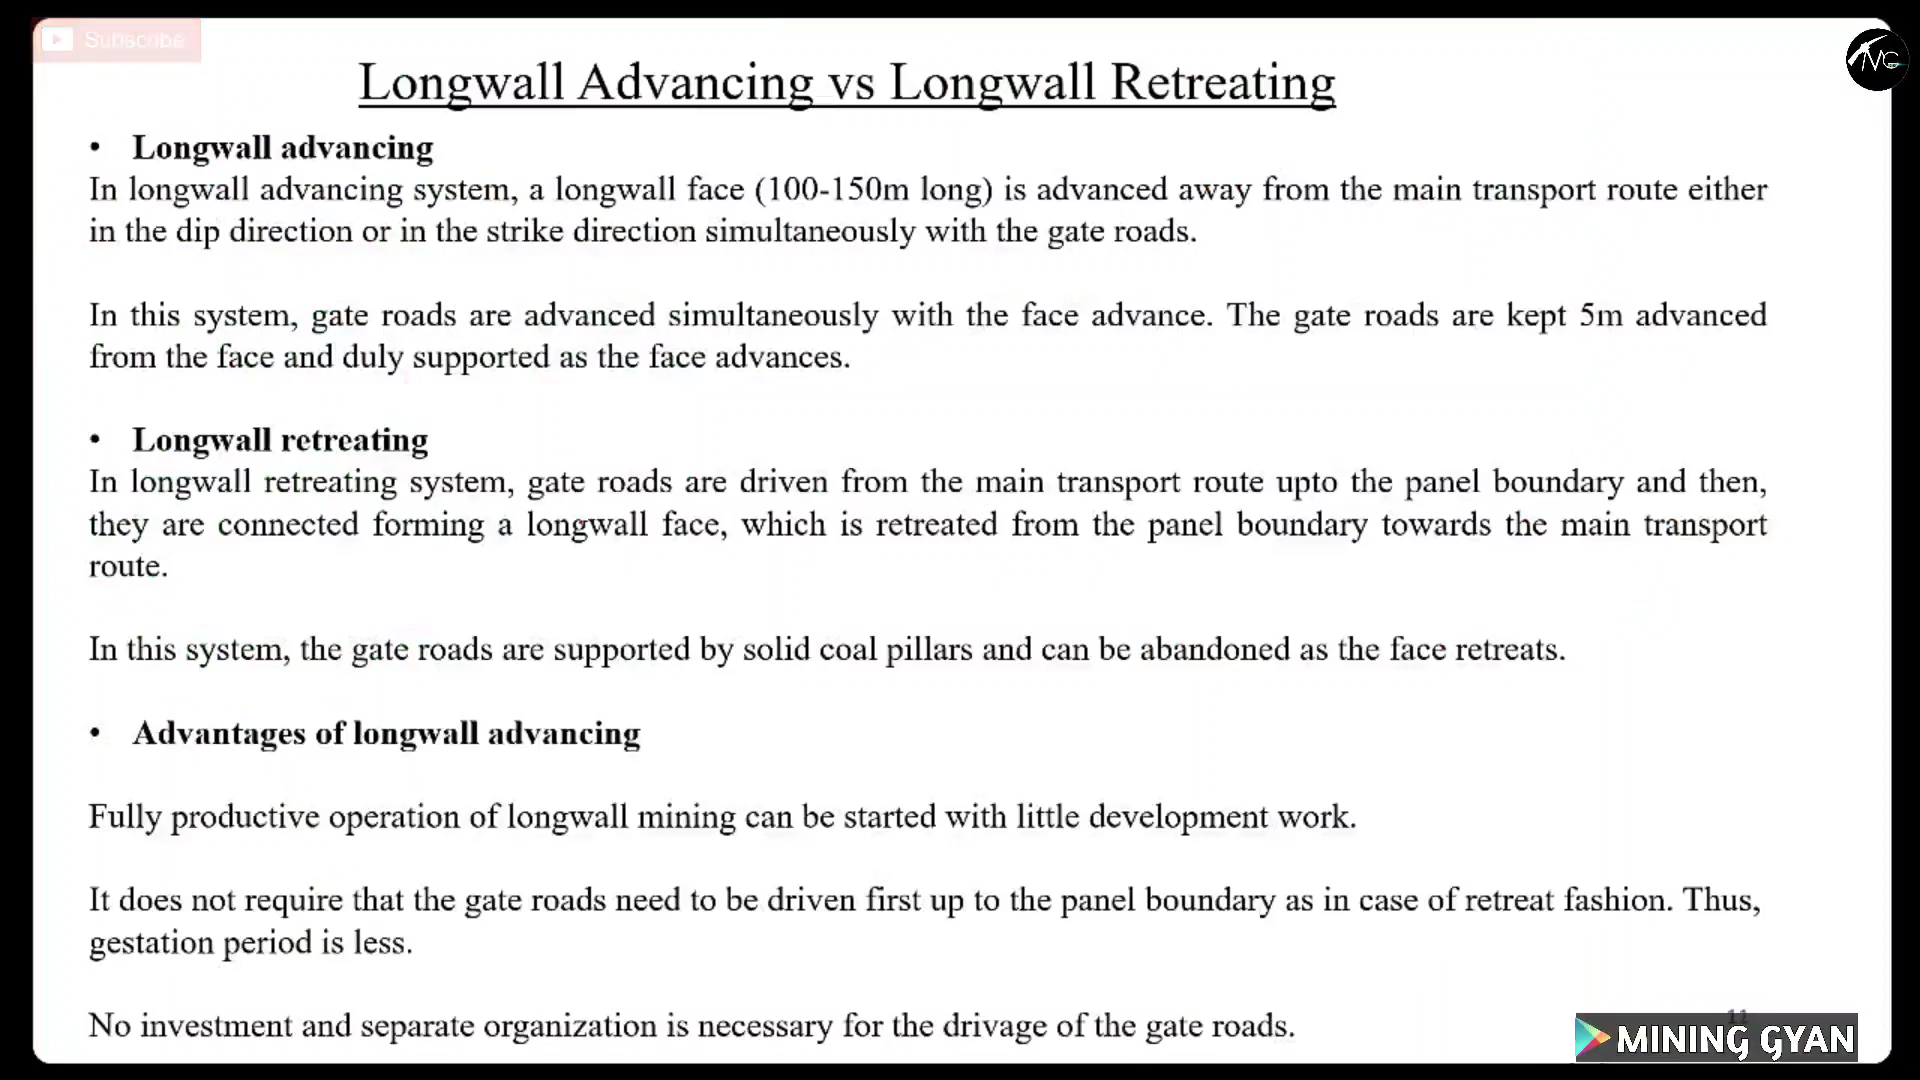 Subscribe
NG
Longwall Advancing vs Longwall Retreating
• Longwall advancing
In longwall advancing system, a longwall face (100-150m long) is advanced away from the main transport route either
in the dip direction or in the strike direction simultaneously with the gate roads.
In this system, gate roads are advanced simultaneously with the face advance. The gate roads are kept 5m advanced
from the face and duly supported as the face advances.
• Longwall retreating
In longwall retreating system, gate roads are driven from the main transport route upto the panel boundary and then,
they are connected forming a longwall face, which is retreated from the panel boundary towards the main transport
route.
In this system, the gate roads are supported by solid coal pillars and can be abandoned as the face retreats.
• Advantages of longwall advancing
Fully productive operation of longwall mining can be started with little development work.
It does not require that the gate roads need to be driven first up to the panel boundary as in case of retreat fashion. Thus,
gestation period is less.
No investment and separate organization is necessary for the drivage of the gate roads.
11
MINING GYAN